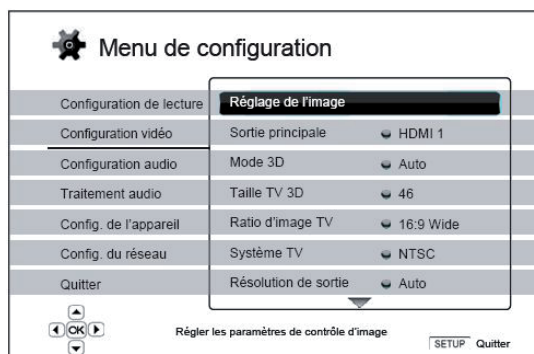 Menu de configuration
Configuration de lecture
Configuration vidéo
Configuration audio
Traitement audio
Config. de l'appareil
Config. du réseau
Quitter
Réglage de l'image
Sortie principale HDMI 1
Mode 3D Auto
Taille TV 3D 46
Ratio d'image TV 16:9 Wide
Système TV NTSC
Résolution de sortie Auto
OK
Régler les paramètres de contrôle d'image
SETUP Quitter